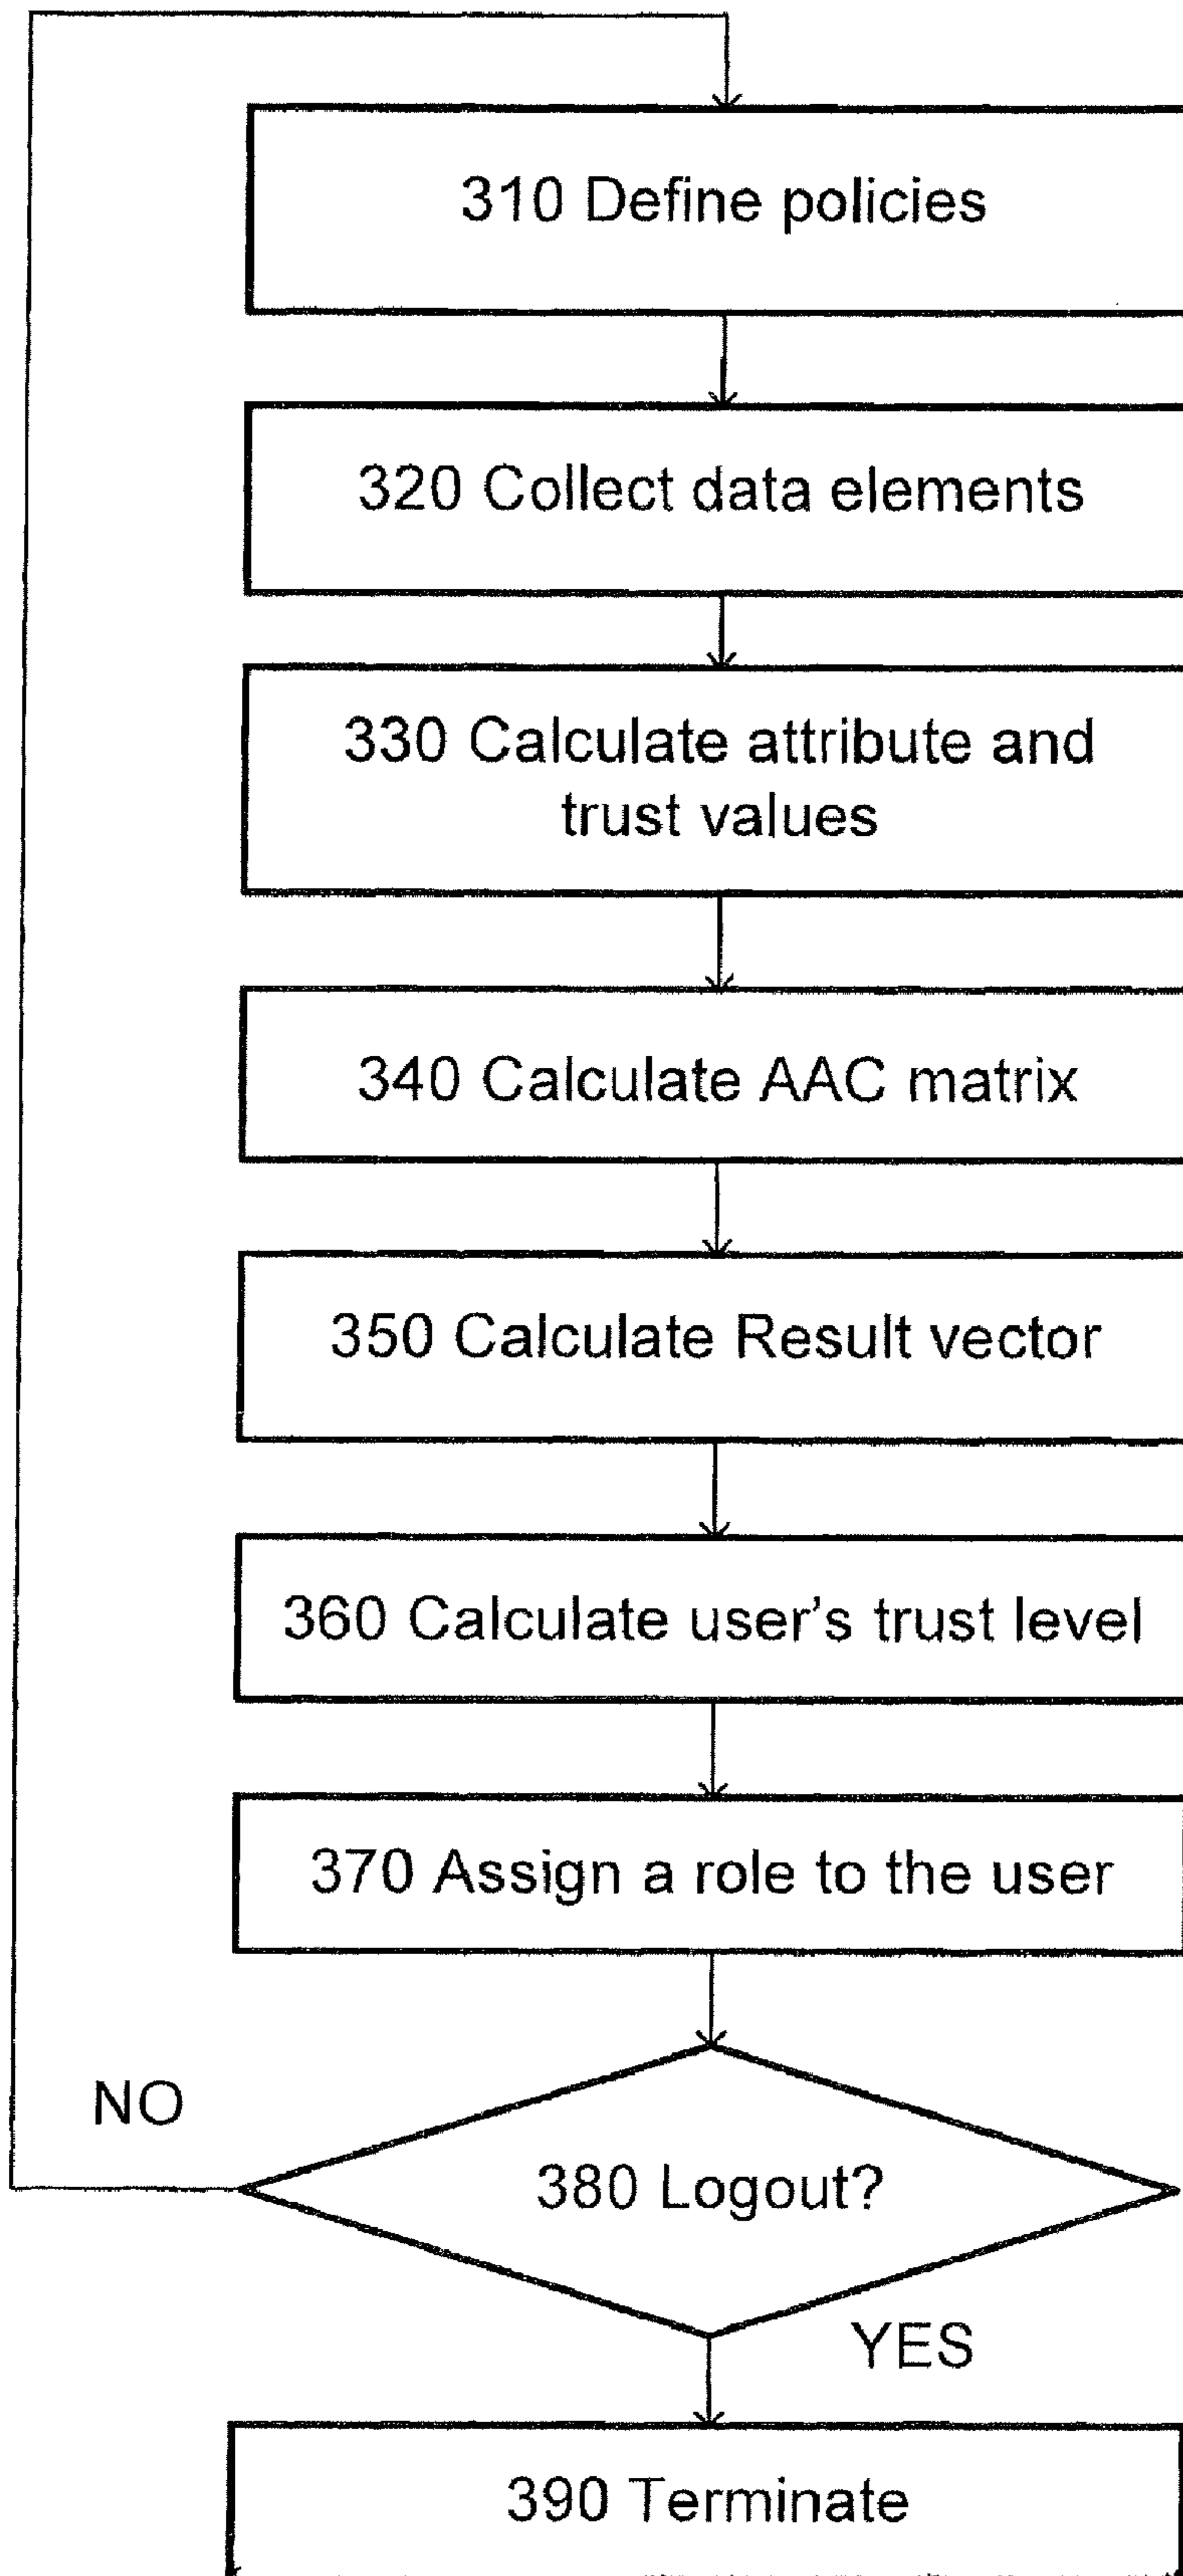 310 Define policies
320 Collect data elements
330 Calculate attribute and
trust values
340 Calculate AAC matrix
350 Calculate Result vector
360 Calculate user's trust level
370 Assign a role to the user
NO
380 Logout?
YES
390 Terminate